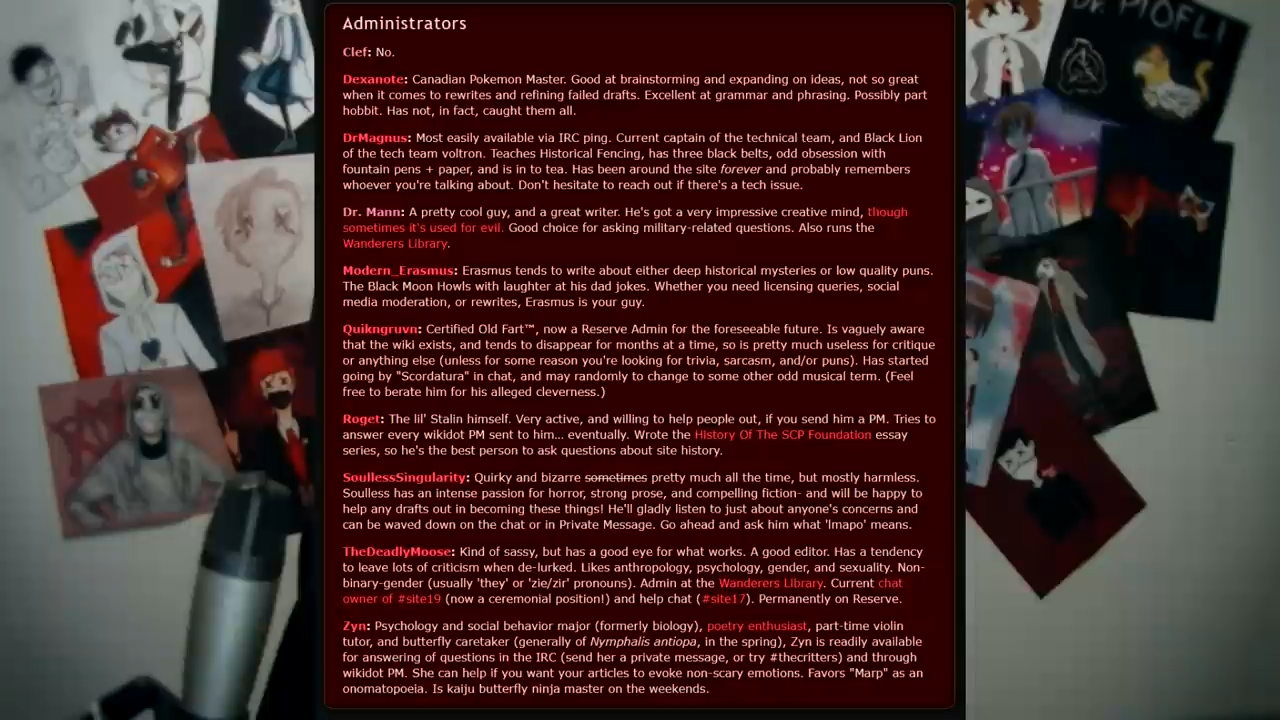 Administrators
Clef: No.
Dexanote: Canadian Pokemon Master. Good at brainstorming and expanding on ideas, not so great
when it comes to rewrites and refining failed drafts. Excellent at grammar and phrasing. Possibly part
hobbit. Has not, in fact, caught them all.
DrMagnus: Most easily available via IRC ping. Current captain of the technical team, and Black Lion
of the tech team voltron. Teaches Historical Fencing, has three black belts, odd obsession with
fountain pens + paper, and is in to tea. Has been around the site forever and probably remembers
whoever you're talking about. Don't hesitate to reach out if there's a tech issue.
Dr. Mann: A pretty cool guy, and a great writer. He's got a very impressive creative mind, though
sometimes it's used for evil. Good choice for asking military-related questions. Also runs the
Wanderers Library.
Modern_Erasmus: Erasmus tends to write about either deep historical mysteries or low quality puns.
The Black Moon Howls with laughter at his dad jokes. Whether you need licensing queries, social
media moderation, or rewrites, Erasmus is your guy.
Quikngruvn: Certified Old Fart™, now a Reserve Admin for the foreseeable future. Is vaguely aware
that the wiki exists, and tends to disappear for months at a time, so is pretty much useless for critique
or anything else (unless for some reason you're looking for trivia, sarcasm, and/or puns). Has started
going by "Scordatura" in chat, and may randomly to change to some other odd musical term. (Feel
free to berate him for his alleged cleverness.)
Roget: The lil' Stalin himself. Very active, and willing to help people out, if you send him a PM. Tries to
answer every wikidot PM sent to him... eventually. Wrote the History Of The SCP Foundation essay
series, so he's the best person to ask questions about site history.
SoullessSingularity: Quirky and bizarre sometimes pretty much all the time, but mostly harmless.
Soulless has an intense passion for horror, strong prose, and compelling fiction- and will be happy to
help any drafts out in becoming these things! He'll gladly listen to just about anyone's concerns and
can be waved down on the chat or in Private Message. Go ahead and ask him what 'lmapo' means.
TheDeadlyMoose: Kind of sassy, but has a good eye for what works. A good editor. Has a tendency
to leave lots of criticism when de-lurked. Likes anthropology, psychology, gender, and sexuality. Non-
binary-gender (usually 'they' or 'zie/zir' pronouns). Admin at the Wanderers Library. Current chat
owner of #site19 (now a ceremonial position!) and help chat (#site17). Permanently on Reserve.
Zyn: Psychology and social behavior major (formerly biology), poetry enthusiast, part-time violin
tutor, and butterfly caretaker (generally of Nymphalis antiopa, in the spring), Zyn is readily available
for answering of questions in the IRC (send her a private message, or try #thecritters) and through
wikidot PM. She can help if you want your articles to evoke non-scary emotions. Favors "Marp" as an
onomatopoeia. Is kaiju butterfly ninja master on the weekends.